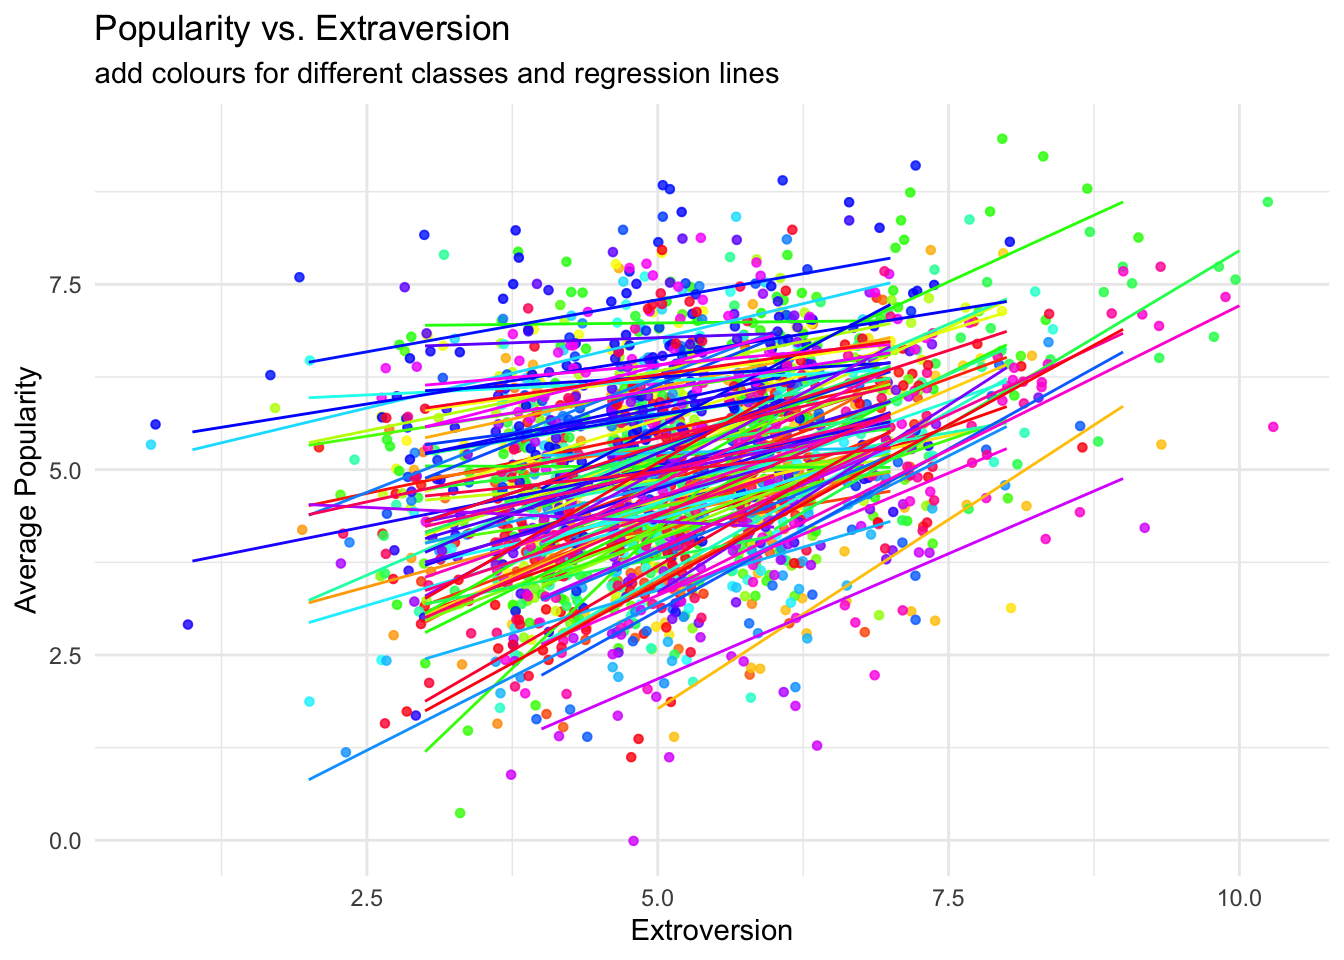 Popularity vs. Extraversion
add colours for different classes and regression lines
Average Popularity
7.5
5.0
2.5
0.0
2.5
5.0
7.5
10.0
Extroversion